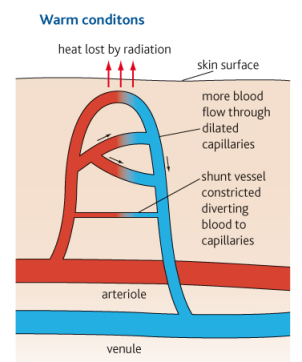 Warm conditons
heat lost by radiation
skin surface
more blood
flow through
dilated
capillaries
shunt vessel
constricted
diverting
blood to
capillaries
arteriole
venule